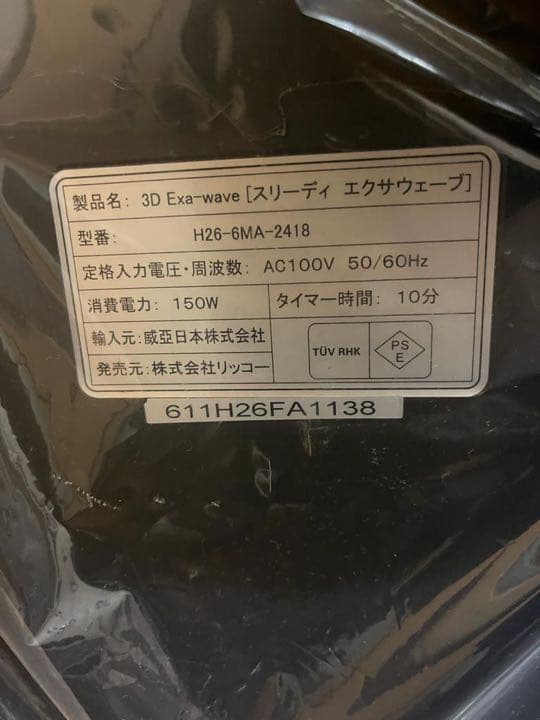 製品名: 3D Exa-wave [スリーディ エクサウェーブ]
型番: H26-6MA-2418
定格入力電圧・周波数: AC100V 50/60Hz
消費電力: 150W
タイマー時間: 10分
輸入元: 威亞日本株式会社
発売元: 株式会社リッコー
TÜV RHK
PS
E
611H26FA1138